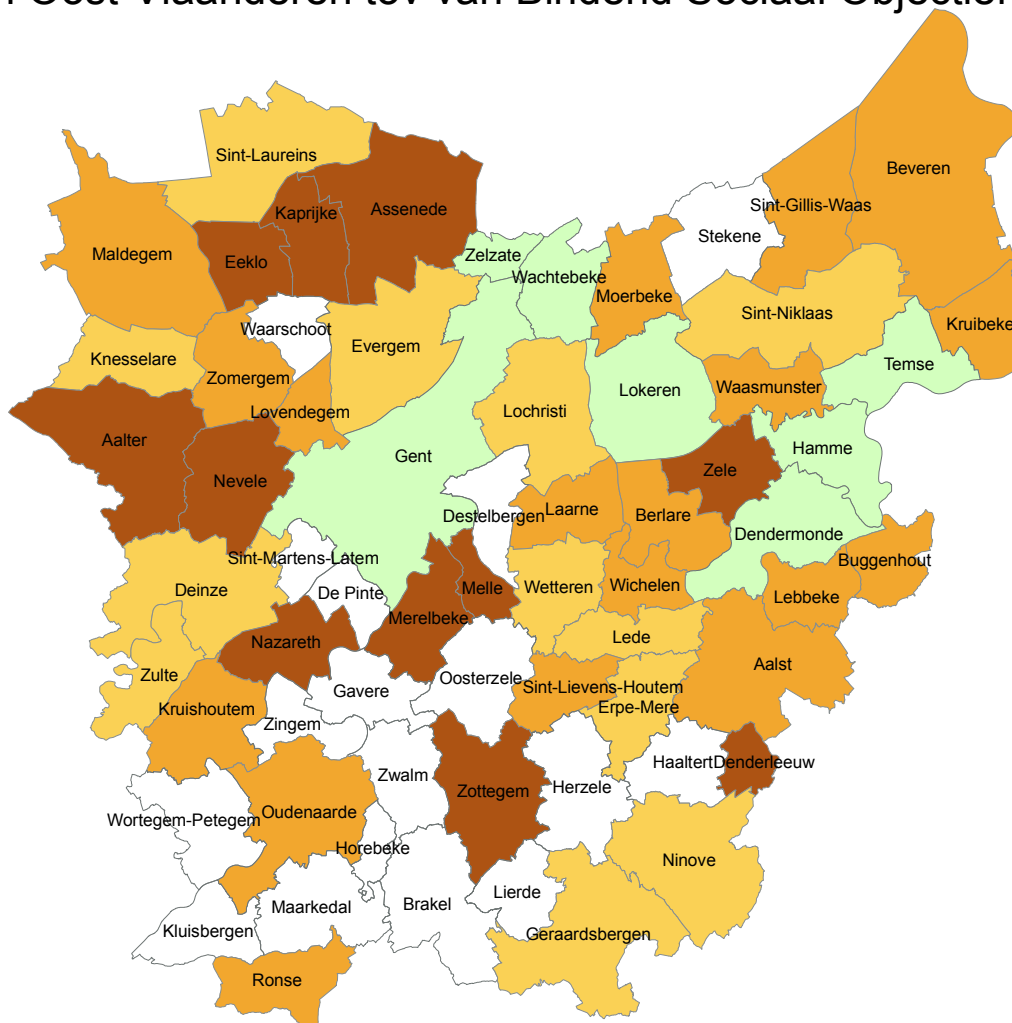 Oost-Vlaanderen tov van Bindend Sociaal
Sint-Laureins
Beveren
Kaprijke
Assenede
Sint-Gillis-Waas
Stekene
Maldegem
Eeklo
Zelzate
Wachtebeke
Moerbeke
Sint-Niklaas
Kruibeke
Waarschoot
Evergem
Knesselare
Temse
Zomergem
Waasmunster
Lokeren
Lovendegem
Lochristi
Aalter
Hamme
Gent
Zele
Nevele
Laarne
Destelbergen
Berlare
Dendermonde
Sint-Martens-Latem
Buggenhout
Deinze
De Pinte
Melle
Wetteren
Wichelen
Lebbeke
Merelbeke
Lede
Nazareth
Aalst
Zulte
Oosterzele
Gavere
Sint-Lievens-Houtem
Kruishoutem
Erpe-Mere
Zingem
Haaltert
Denderleeuw
Zwalm
Herzele
Zottegem
Oudenaarde
Wortegem-Petegem
Horebeke
Ninove
Lierde
Brakel
Maarkedal
Kluisbergen
Geraardsbergen
Ronse